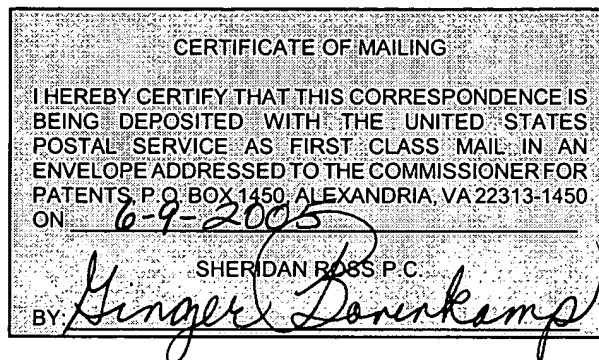 CERTIFICATE OF MAILING
I HEREBY CERTIFY THAT THIS CORRESPONDENCE IS
BEING DEPOSITED WITH THE UNITED STATES
POSTAL SERVICE AS FIRST CLASS MAIL IN AN
ENVELOPE ADDRESSED TO THE COMMISSIONER FOR
PATENTS, P.O. BOX 1450, ALEXANDRIA, VA 22313-1450
ON 6-9-2005
SHERIDAN ROSS P.C.
BY: Ginger Borenkamp